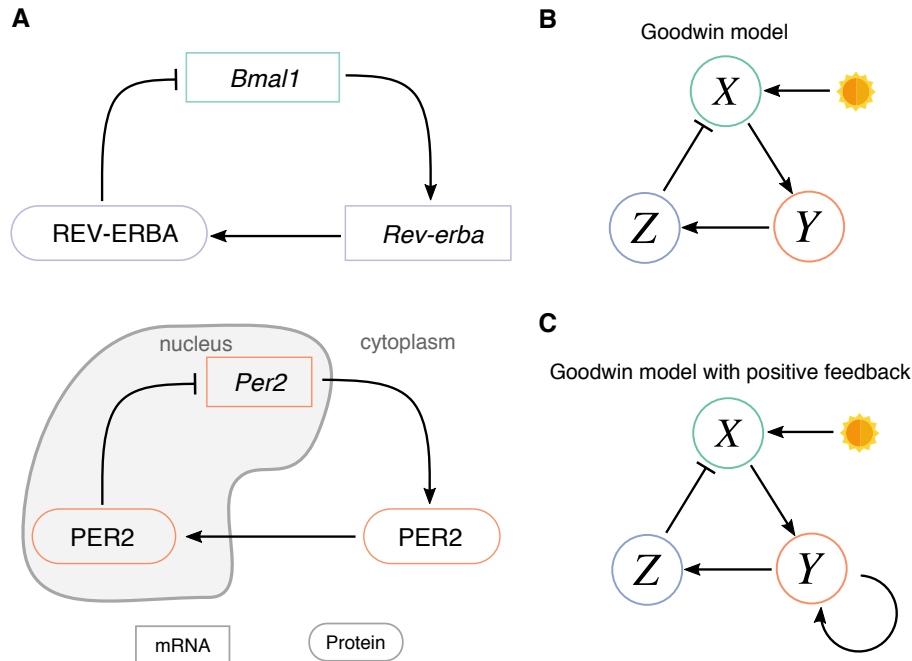 A
Bmal1
REV-ERBA
Rev-erba
nucleus
cytoplasm
Per2
PER2
PER2
mRNA
Protein
B
Goodwin model
X
Z
Y
C
Goodwin model with positive feedback
X
Z
Y